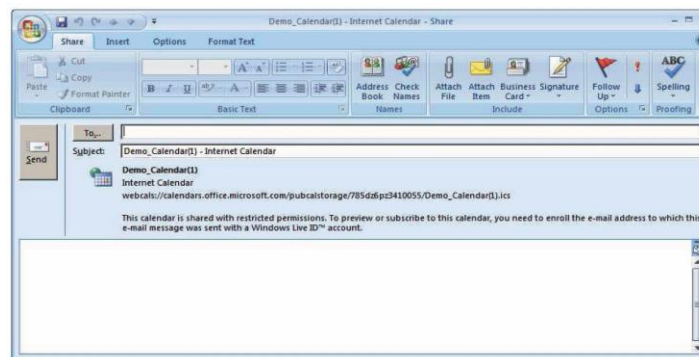 Demo_Calendar(1) - Internet Calendar - Share
Share Insert Options Format Text
Paste
Cut
Copy
Format Painter
Clipboard
B I U
Basic Text
Address Book
Check Names
Names
Attach File
Attach Item
Business Card
Signature
Include
Follow Up
Options
ABC
Spelling
Proofing
Send
To...
Subject: Demo_Calendar(1) - Internet Calendar
Demo_Calendar(1)
Internet Calendar
webcals://calendars.office.microsoft.com/pubcalstorage/785dz6pz3410055/Demo_Calendar(1).ics
This calendar is shared with restricted permissions. To preview or subscribe to this calendar, you need to enroll the e-mail address to which this
e-mail message was sent with a Windows Live ID™ account.